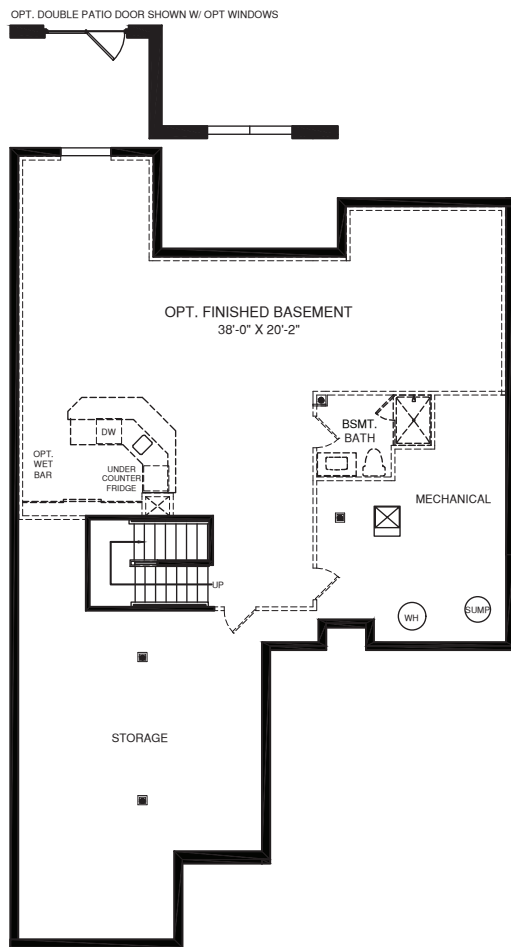 OPT. DOUBLE PATIO DOOR SHOWN W/ OPT WINDOWS
OPT. FINISHED BASEMENT
38'-0" X 20'-2"
DW
OPT.
WET
BAR
UNDER
COUNTER
FRIDGE
BSMT.
BATH
MECHANICAL
UP
WH
SUMP
STORAGE